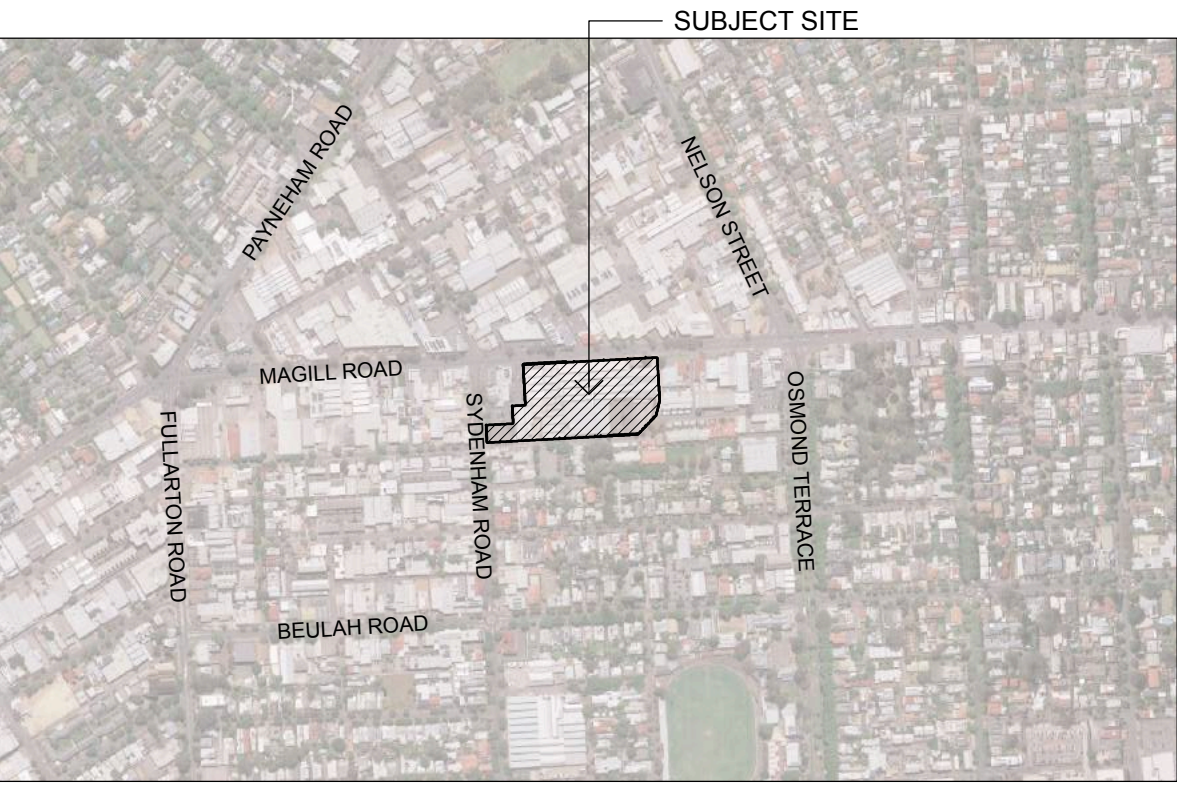 SUBJECT SITE
PAYNEHAM ROAD
NELSON STREET
MAGILL ROAD
SYDENHAM ROAD
OSMOND TERRACE
FULLARTON ROAD
BEULAH ROAD